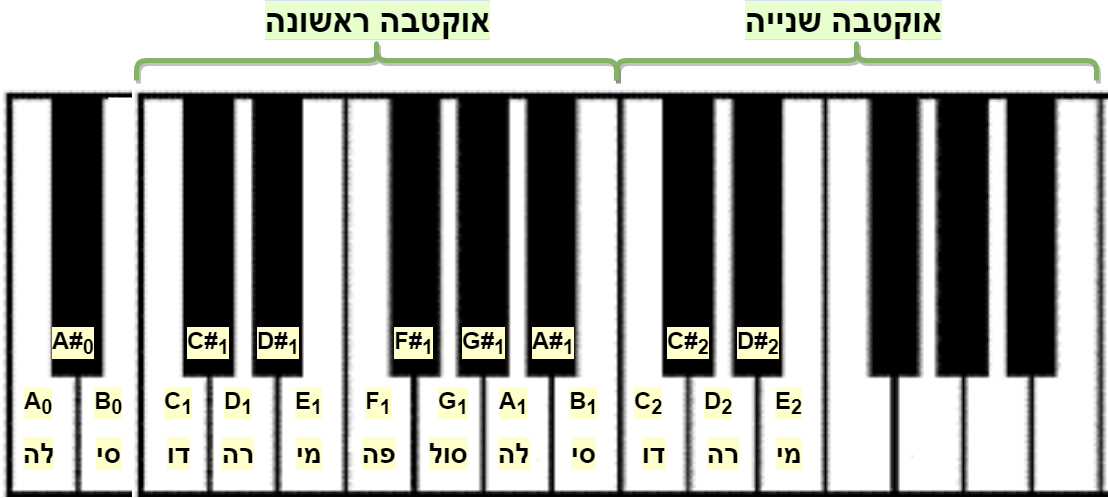 אוקטבה ראשונה
אוקטבה שנייה
A#0 C#1 D#1 F#1 G#1 A#1 C#2 D#2
A0 B0 C1 D1 E1 F1 G1 A1 B1 C2 D2 E2
לה סי דו רה מי פה סול לה סי דו רה מי